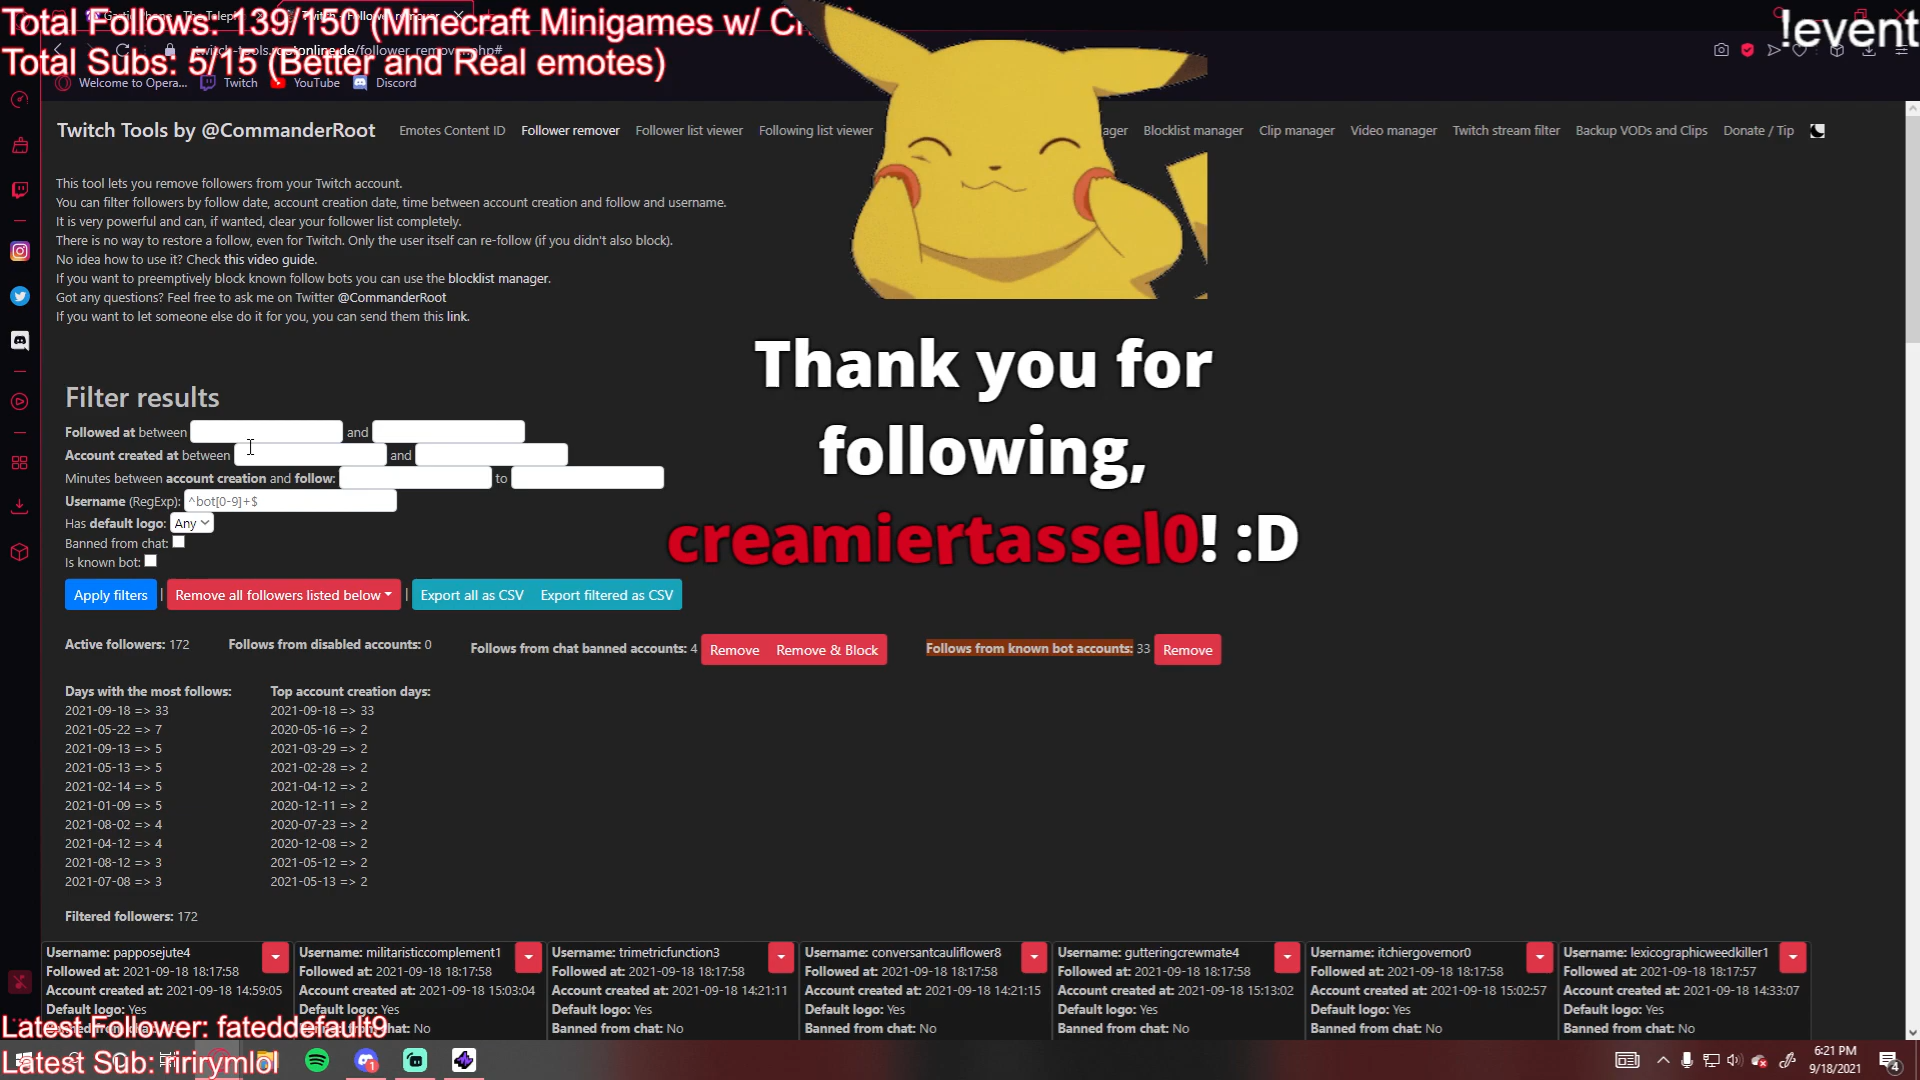 Total Follows: 139/150 (Minecraft Minigames w/ C
!event
Total Subs: 5/15 (Better and Real emotes)
Welcome to Opera...
Twitch
YouTube
Discord
Twitch Tools by @CommanderRoot
Emotes Content ID
Follower remover
Follower list viewer
Following list viewer
ager
Blocklist manager
Clip manager
Video manager
Twitch stream filter
Backup VODs and Clips
Donate / Tip
This tool lets you remove followers from your Twitch account.
You can filter followers by follow date, account creation date, time between account creation and follow and username.
It is very powerful and can, if wanted, clear your follower list completely.
There is no way to restore a follow, even for Twitch. Only the user itself can re-follow (if you didn't also block).
No idea how to use it? Check this video guide.
If you want to preemptively block known follow bots you can use the blocklist manager.
Got any questions? Feel free to ask me on Twitter @CommanderRoot
If you want to let someone else do it for you, you can send them this link.
Thank you for
following,
creamiertassel0! :D
Filter results
Followed at between and
Account created at between and
Minutes between account creation and follow: to
Username (RegExp): ^bot[0-9]+$
Has default logo: Any
Banned from chat:
Is known bot:
Apply filters | Remove all followers listed below | Export all as CSV Export filtered as CSV
Active followers: 172
Follows from disabled accounts: 0
Follows from chat banned accounts: 4 Remove Remove & Block
Follows from known bot accounts: 33 Remove
Days with the most follows:
2021-09-18 => 33
2021-05-22 => 7
2021-09-13 => 5
2021-05-13 => 5
2021-02-14 => 5
2021-01-09 => 5
2021-08-02 => 4
2021-04-12 => 4
2021-08-12 => 3
2021-07-08 => 3
Top account creation days:
2021-09-18 => 33
2020-05-16 => 2
2021-03-29 => 2
2021-02-28 => 2
2021-04-12 => 2
2020-12-11 => 2
2020-07-23 => 2
2020-12-08 => 2
2021-05-12 => 2
2021-05-13 => 2
Filtered followers: 172
Username: papposejute4
Followed at: 2021-09-18 18:17:58
Account created at: 2021-09-18 14:59:05
Default logo: Yes
Username: militaristiccomplement1
Followed at: 2021-09-18 18:17:58
Account created at: 2021-09-18 15:03:04
Default logo: Yes
chat: No
Username: trimetricfunction3
Followed at: 2021-09-18 18:17:58
Account created at: 2021-09-18 14:21:11
Default logo: Yes
Banned from chat: No
Username: conversantcauliflower8
Followed at: 2021-09-18 18:17:58
Account created at: 2021-09-18 14:21:15
Default logo: Yes
Banned from chat: No
Username: gutteringcrewmate4
Followed at: 2021-09-18 18:17:58
Account created at: 2021-09-18 15:13:02
Default logo: Yes
Banned from chat: No
Username: itchiergovernor0
Followed at: 2021-09-18 18:17:58
Account created at: 2021-09-18 15:02:57
Default logo: Yes
Banned from chat: No
Username: lexicographicweedkiller1
Followed at: 2021-09-18 18:17:57
Account created at: 2021-09-18 14:33:07
Default logo: Yes
Banned from chat: No
Latest Follower: fateddefault9
Latest Sub: riririymlol
6:21 PM
9/18/2021